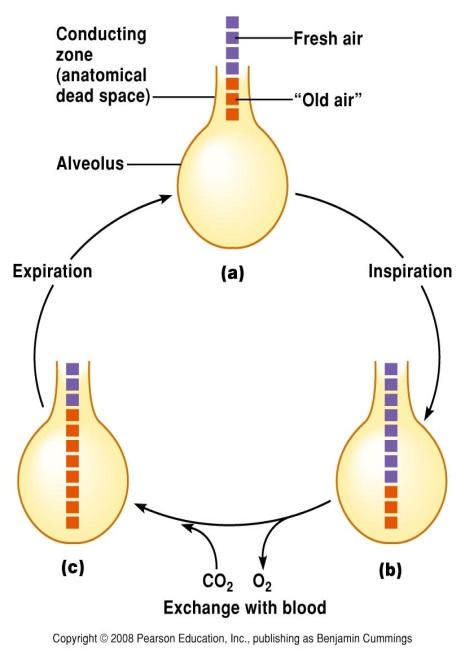 Conducting
zone
(anatomical
dead space)
Fresh air
“Old air”
Alveolus
Expiration
(a)
Inspiration
(c)
(b)
CO2
O2
Exchange with blood
Copyright © 2008 Pearson Education, Inc., publishing as Benjamin Cummings